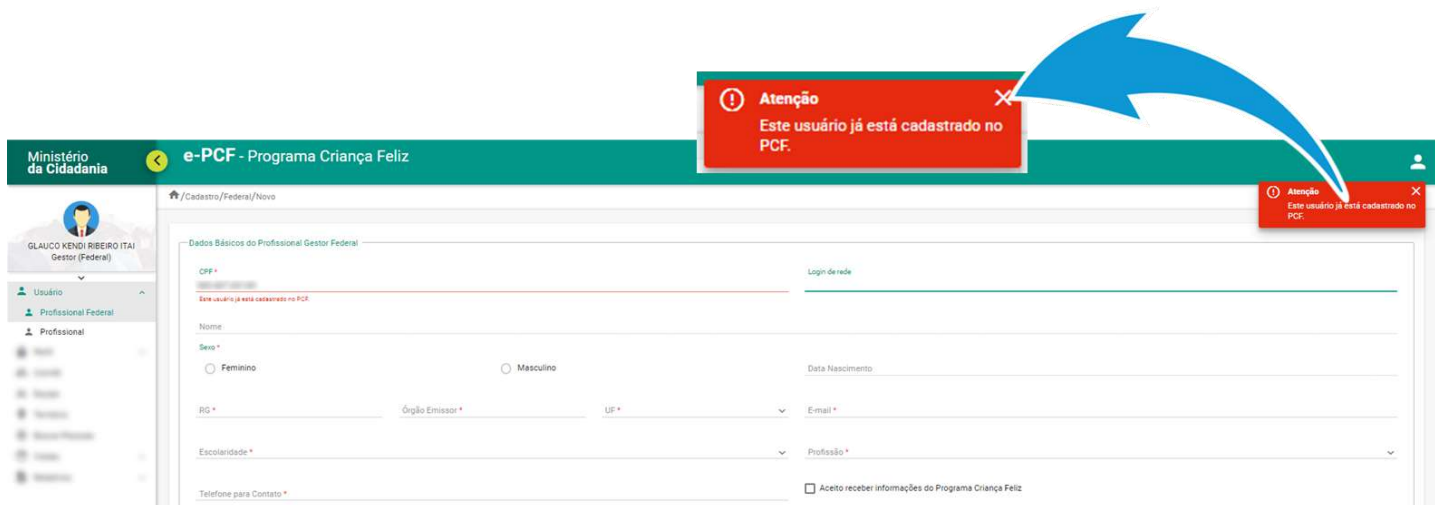 Atenção
Este usuário já está cadastrado no
PCF.
Ministério
da Cidadania
e-PCF - Programa Criança Feliz
/Cadastro/Federal/Novo
Atenção
Este usuário já está cadastrado no
PCF.
GLAUCO KENDI RIBEIRO ITAI
Gestor (Federal)
Usuário
Profissional Federal
Profissional
Dados Básicos do Profissional Gestor Federal
CPF *
Login de rede
Este usuário já está cadastrado no PCF.
Nome
Sexo *
Feminino
Masculino
Data Nascimento
RG *
Órgão Emissor *
UF *
E-mail *
Escolaridade *
Profissão *
Telefone para Contato *
Aceito receber informações do Programa Criança Feliz